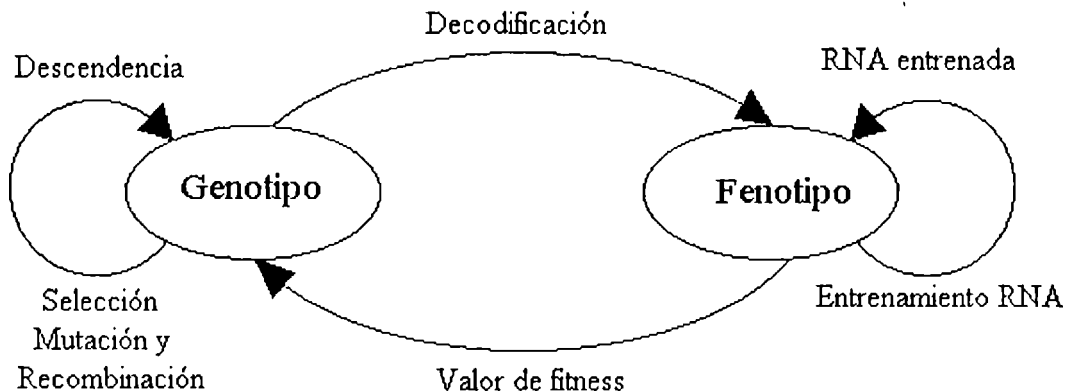 Decodificación
Descendencia
RNA entrenada
Genotipo
Fenotipo
Selección
Mutación y
Recombinación
Entrenamiento RNA
Valor de fitness